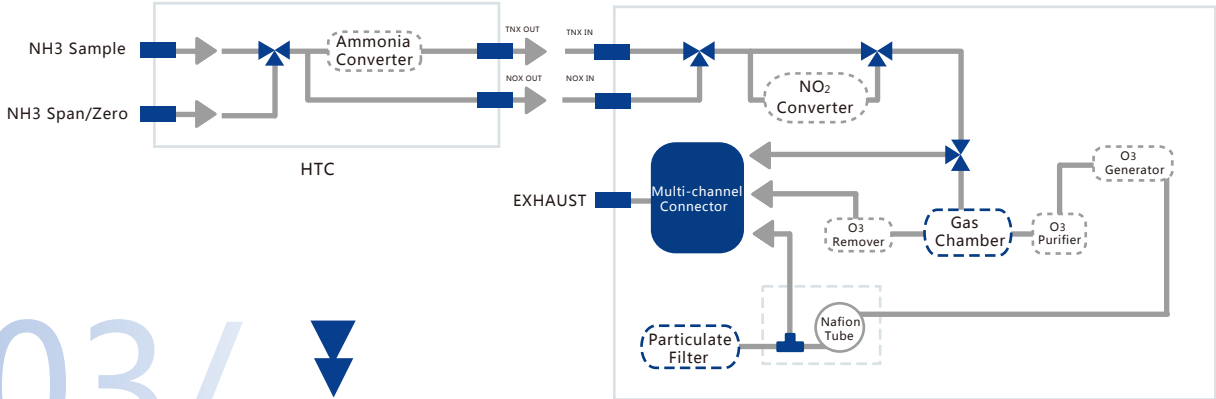 TNX OUT
TNX IN
NH3 Sample
Ammonia
Converter
NOX OUT
NOX IN
NO2
Converter
NH3 Span/Zero
HTC
O3
Generator
EXHAUST
Multi-channel
Connector
O3
Remover
Gas
Chamber
O3
Purifier
Particulate
Filter
Nafion
Tube
03/